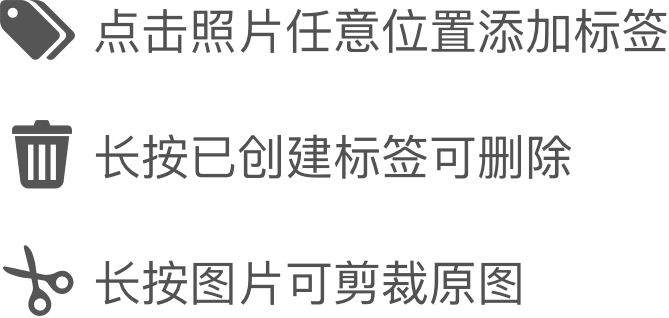 点击照片任意位置添加标签
长按已创建标签可删除
长按图片可剪裁原图